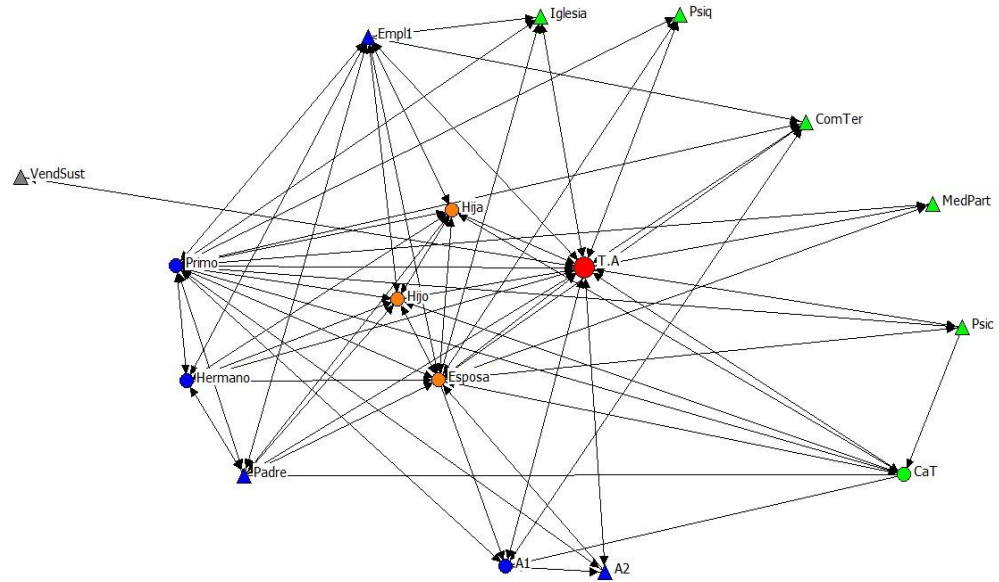 Iglesia
Psiq
Empl1
ComTer
VendSust
MedPart
Hija
T.A
Primo
Hijo
Psic
Hermano
Esposa
Padre
CaT
A1
A2